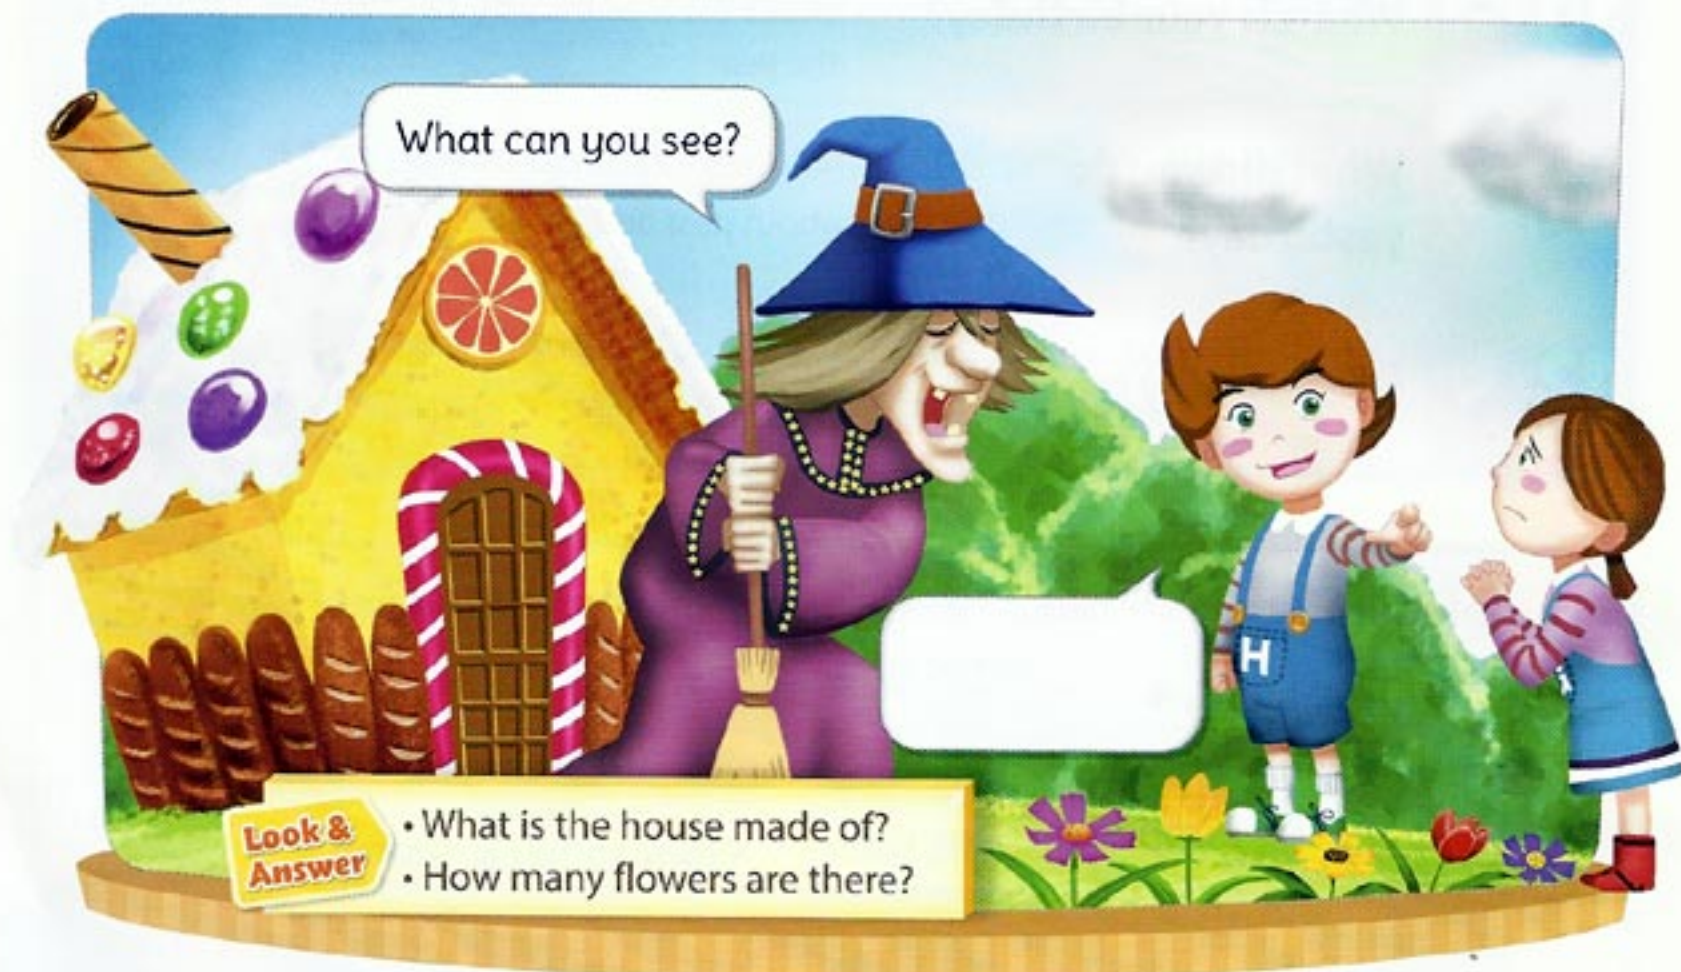 What can you see?
H
Look &
Answer
• What is the house made of?
• How many flowers are there?